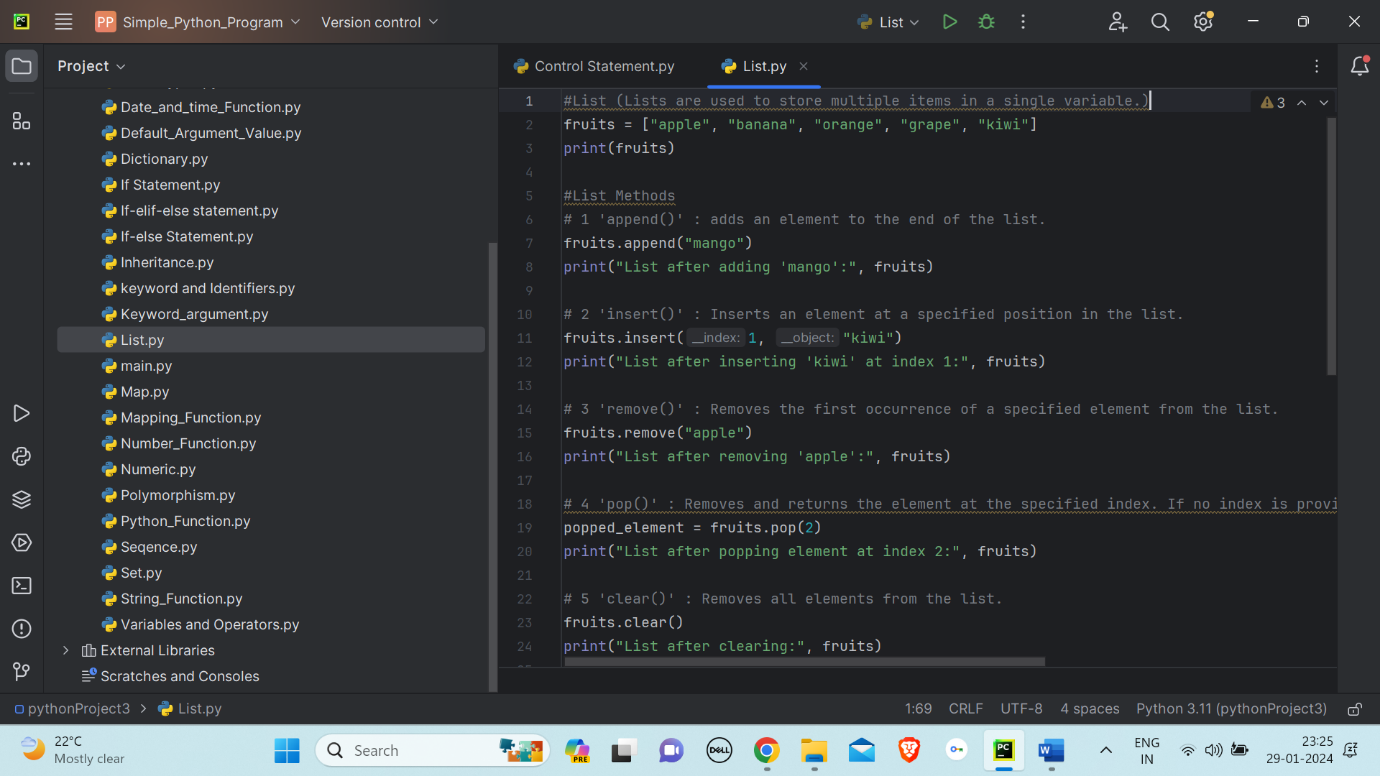 PC
PP Simple_Python_Program Version control List
Project
Date_and_time_Function.py
Default_Argument_Value.py
Dictionary.py
If Statement.py
If-elif-else statement.py
If-else Statement.py
Inheritance.py
keyword and Identifiers.py
Keyword_argument.py
List.py
main.py
Map.py
Mapping_Function.py
Number_Function.py
Numeric.py
Polymorphism.py
Python_Function.py
Seqence.py
Set.py
String_Function.py
Variables and Operators.py
External Libraries
Scratches and Consoles
Control Statement.py List.py
3
1 #List (Lists are used to store multiple items in a single variable.)
2 fruits = ["apple", "banana", "orange", "grape", "kiwi"]
3 print(fruits)
4
5 #List Methods
6 # 1 'append()' : adds an element to the end of the list.
7 fruits.append("mango")
8 print("List after adding 'mango':", fruits)
9
10 # 2 'insert()' : Inserts an element at a specified position in the list.
11 fruits.insert( __index: 1, __object: "kiwi")
12 print("List after inserting 'kiwi' at index 1:", fruits)
13
14 # 3 'remove()' : Removes the first occurrence of a specified element from the list.
15 fruits.remove("apple")
16 print("List after removing 'apple':", fruits)
17
18 # 4 'pop()' : Removes and returns the element at the specified index. If no index is provi
19 popped_element = fruits.pop(2)
20 print("List after popping element at index 2:", fruits)
21
22 # 5 'clear()' : Removes all elements from the list.
23 fruits.clear()
24 print("List after clearing:", fruits)
pythonProject3 > List.py 1:69 CRLF UTF-8 4 spaces Python 3.11 (pythonProject3)
22°C
Mostly clear
Search
PRE
DELL
PC
W
ENG
IN
23:25
29-01-2024